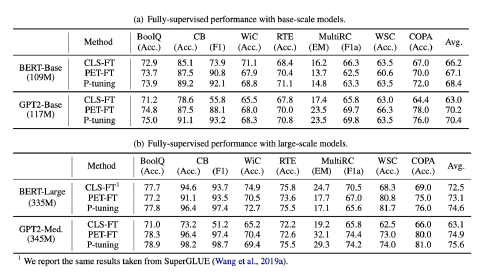 (a) Fully-supervised performance with base-scale models.
Method BoolQ CB WiC RTE MultiRC WSC COPA Avg.
(Acc.) (Acc.) (F1) (Acc.) (Acc.) (EM) (F1a) (Acc.) (Acc.)
BERT-Base (109M) CLS-FT 72.9 85.1 73.9 71.1 68.4 16.2 66.3 63.5 67.0 66.2
PET-FT 73.7 87.5 90.8 67.9 70.4 13.7 62.5 60.6 70.0 67.1
P-tuning 73.9 89.2 92.1 68.8 71.1 14.8 63.3 63.5 72.0 68.4
GPT2-Base (117M) CLS-FT 71.2 78.6 55.8 65.5 67.8 17.4 65.8 63.0 64.4 63.0
PET-FT 74.8 87.5 88.1 68.0 70.0 23.5 69.7 66.3 78.0 70.2
P-tuning 75.0 91.1 93.2 68.3 70.8 23.5 69.8 63.5 76.0 70.4
(b) Fully-supervised performance with large-scale models.
Method BoolQ CB WiC RTE MultiRC WSC COPA Avg.
(Acc.) (Acc.) (F1) (Acc.) (Acc.) (EM) (F1a) (Acc.) (Acc.)
BERT-Large (335M) CLS-FT¹ 77.7 94.6 93.7 74.9 75.8 24.7 70.5 68.3 69.0 72.5
PET-FT 77.2 91.1 93.5 70.5 73.6 17.7 67.0 80.8 75.0 73.1
P-tuning 77.8 96.4 97.4 72.7 75.5 17.1 65.6 81.7 76.0 74.6
GPT2-Med. (345M) CLS-FT 71.0 73.2 51.2 65.2 72.2 19.2 65.8 62.5 66.0 63.1
PET-FT 78.3 96.4 97.4 70.4 72.6 32.1 74.4 73.0 80.0 74.9
P-tuning 78.9 98.2 98.7 69.4 75.5 29.3 74.2 74.0 81.0 75.6
¹ We report the same results taken from SuperGLUE (Wang et al., 2019a).